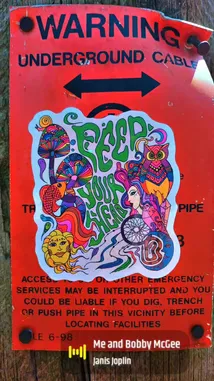 WARNING
UNDERGROUND CABLE
FEED
YOUR
HEAD
PIPE
ACCESS
EMERGENCY
SERVICES MAY BE INTERRUPTED AND YOU
COULD BE LIABLE IF YOU DIG, TRENCH
OR PUSH PIPE IN THIS VICINITY BEFORE
LOCATING FACILITIES
6-98
Me and Bobby McGee
Janis Joplin